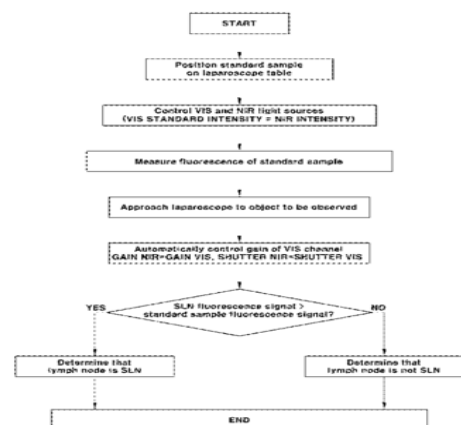 START
Position standard sample
on laparoscope table
Control VIS and NIR light sources
(VIS STANDARD INTENSITY = NIR INTENSITY)
Measure fluorescence of standard sample
Approach laparoscope to object to be observed
Automatically control gain of VIS channel
GAIN NIR=GAIN VIS, SHUTTER NIR=SHUTTER VIS
YES
SLN fluorescence signal >
standard sample fluorescence signal?
NO
Determine that
lymph node is SLN
Determine that
lymph node is not SLN
END